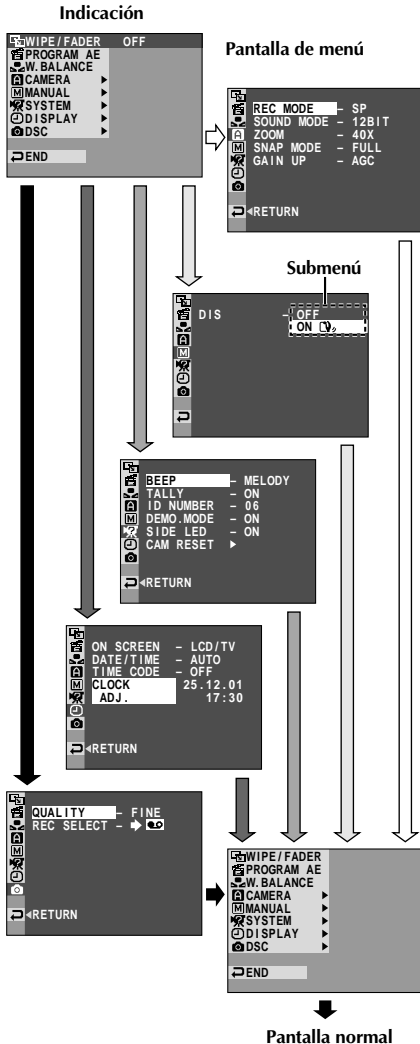 Indicación
WIPE/FADER OFF
PROGRAM AE
W.BALANCE
CAMERA
MANUAL
SYSTEM
DISPLAY
DSC
END
Pantalla de menú
REC MODE – SP
SOUND MODE – 12BIT
ZOOM – 40X
SNAP MODE – FULL
GAIN UP – AGC
RETURN
Submenú
DIS – OFF
ON
BEEP – MELODY
TALLY – ON
ID NUMBER – 06
DEMO.MODE – ON
SIDE LED – ON
CAM RESET
RETURN
ON SCREEN – LCD/TV
DATE/TIME – AUTO
TIME CODE – OFF
CLOCK 25.12.01
ADJ. 17:30
RETURN
QUALITY – FINE
REC SELECT –
RETURN
WIPE/FADER
PROGRAM AE
W.BALANCE
CAMERA
MANUAL
SYSTEM
DISPLAY
DSC
END
Pantalla normal